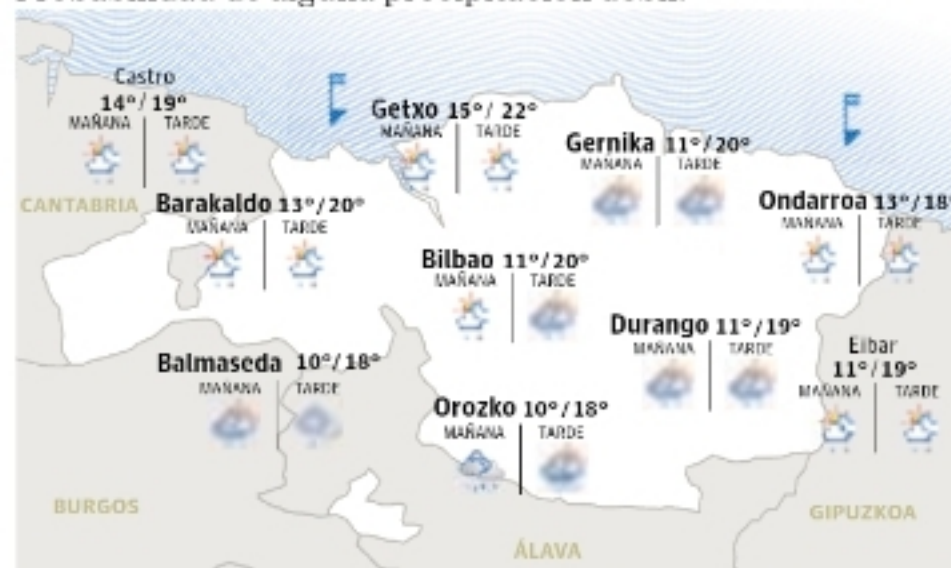 Castro
14°/ 19°
MAÑANA TARDE
Getxo 15°/ 22°
MAÑANA TARDE
Gernika 11°/20°
MAÑANA TARDE
CANTABRIA
Barakaldo 13°/20°
MAÑANA TARDE
Ondarroa 13°/18°
MAÑANA TARDE
Bilbao 11°/20°
MAÑANA TARDE
Durango 11°/19°
MAÑANA TARDE
Eibar
11°/19°
MAÑANA TARDE
Balmaseda 10°/18°
MAÑANA TARDE
Orozko 10°/18°
MAÑANA TARDE
BURGOS
GIPUZKOA
ÁLAVA